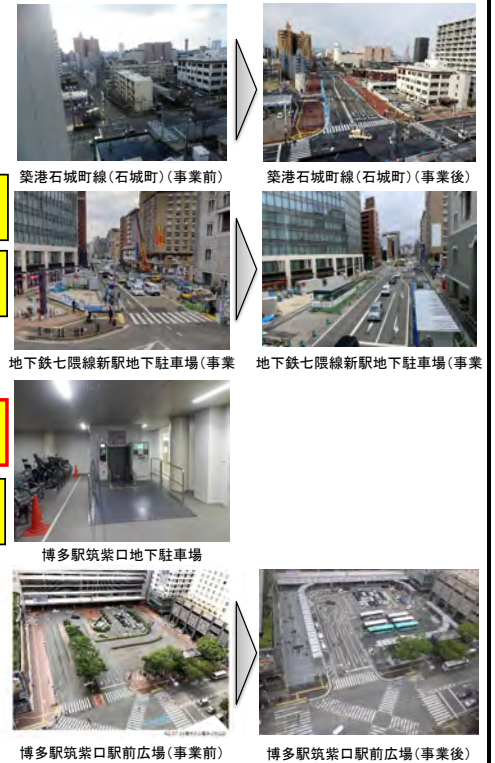 築港石城町線(石城町)(事業前)
築港石城町線(石城町)(事業後)
地下鉄七隈線新駅地下駐車場(事業
地下鉄七隈線新駅地下駐車場(事業
博多駅筑紫口地下駐車場
博多駅筑紫口駅前広場(事業前)
博多駅筑紫口駅前広場(事業後)